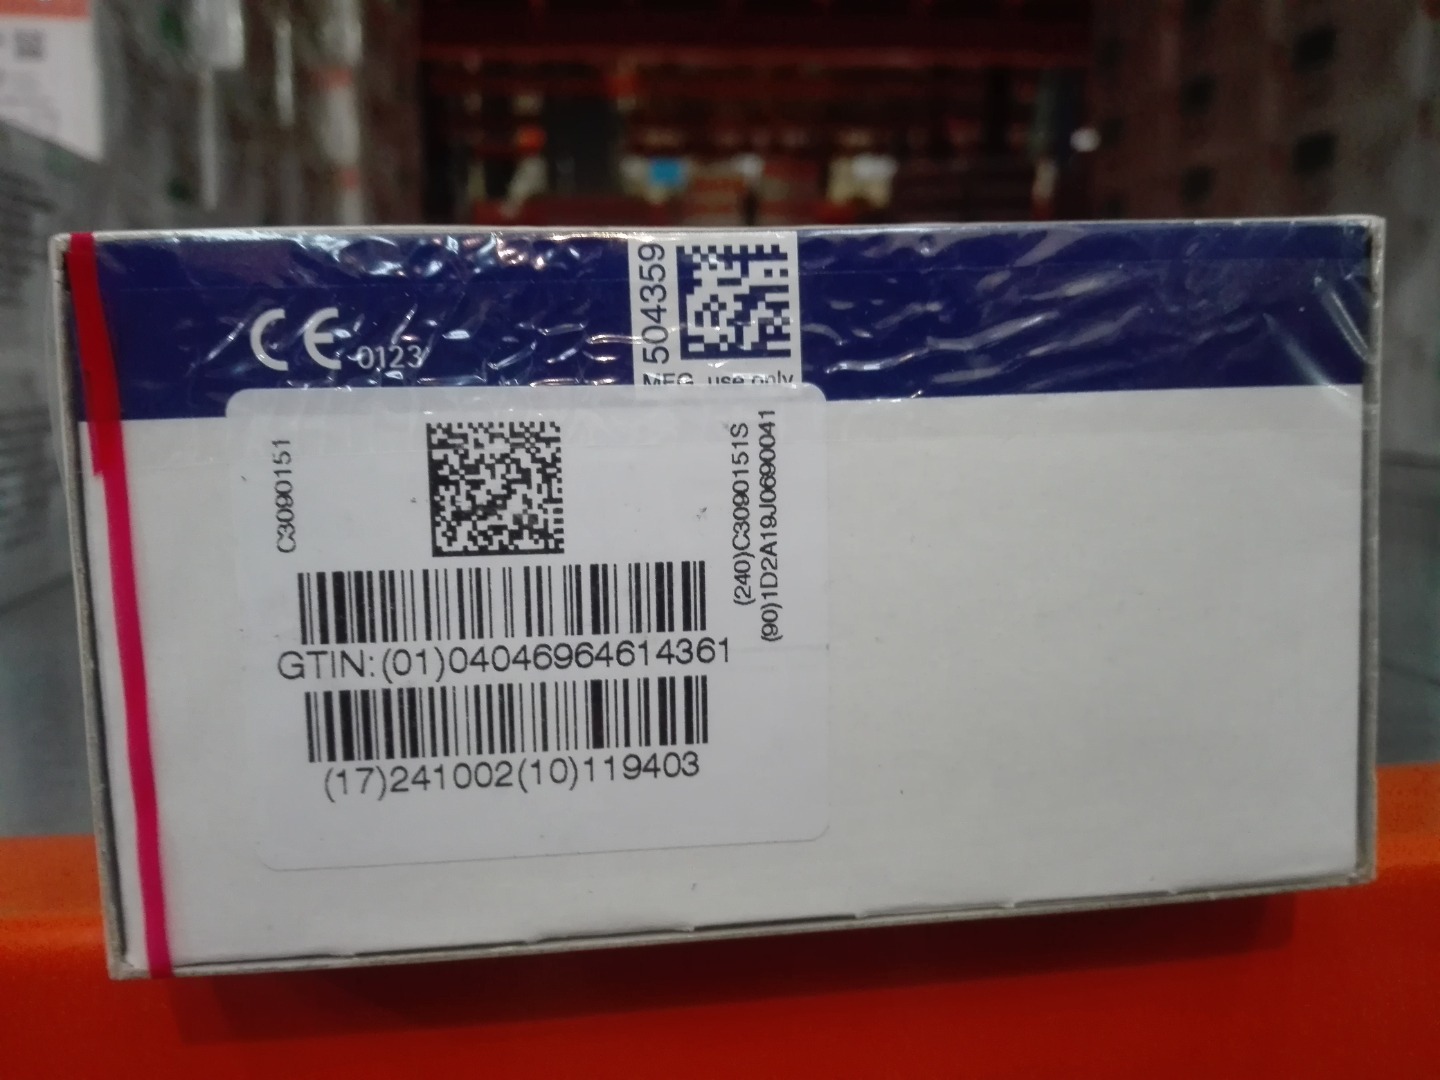 CE 0123
504359
MFG. use only
C3090151
(240)C3090151S
(90)1D2A19J0690041
GTIN:(01)04046964614361
(17)241002(10)119403